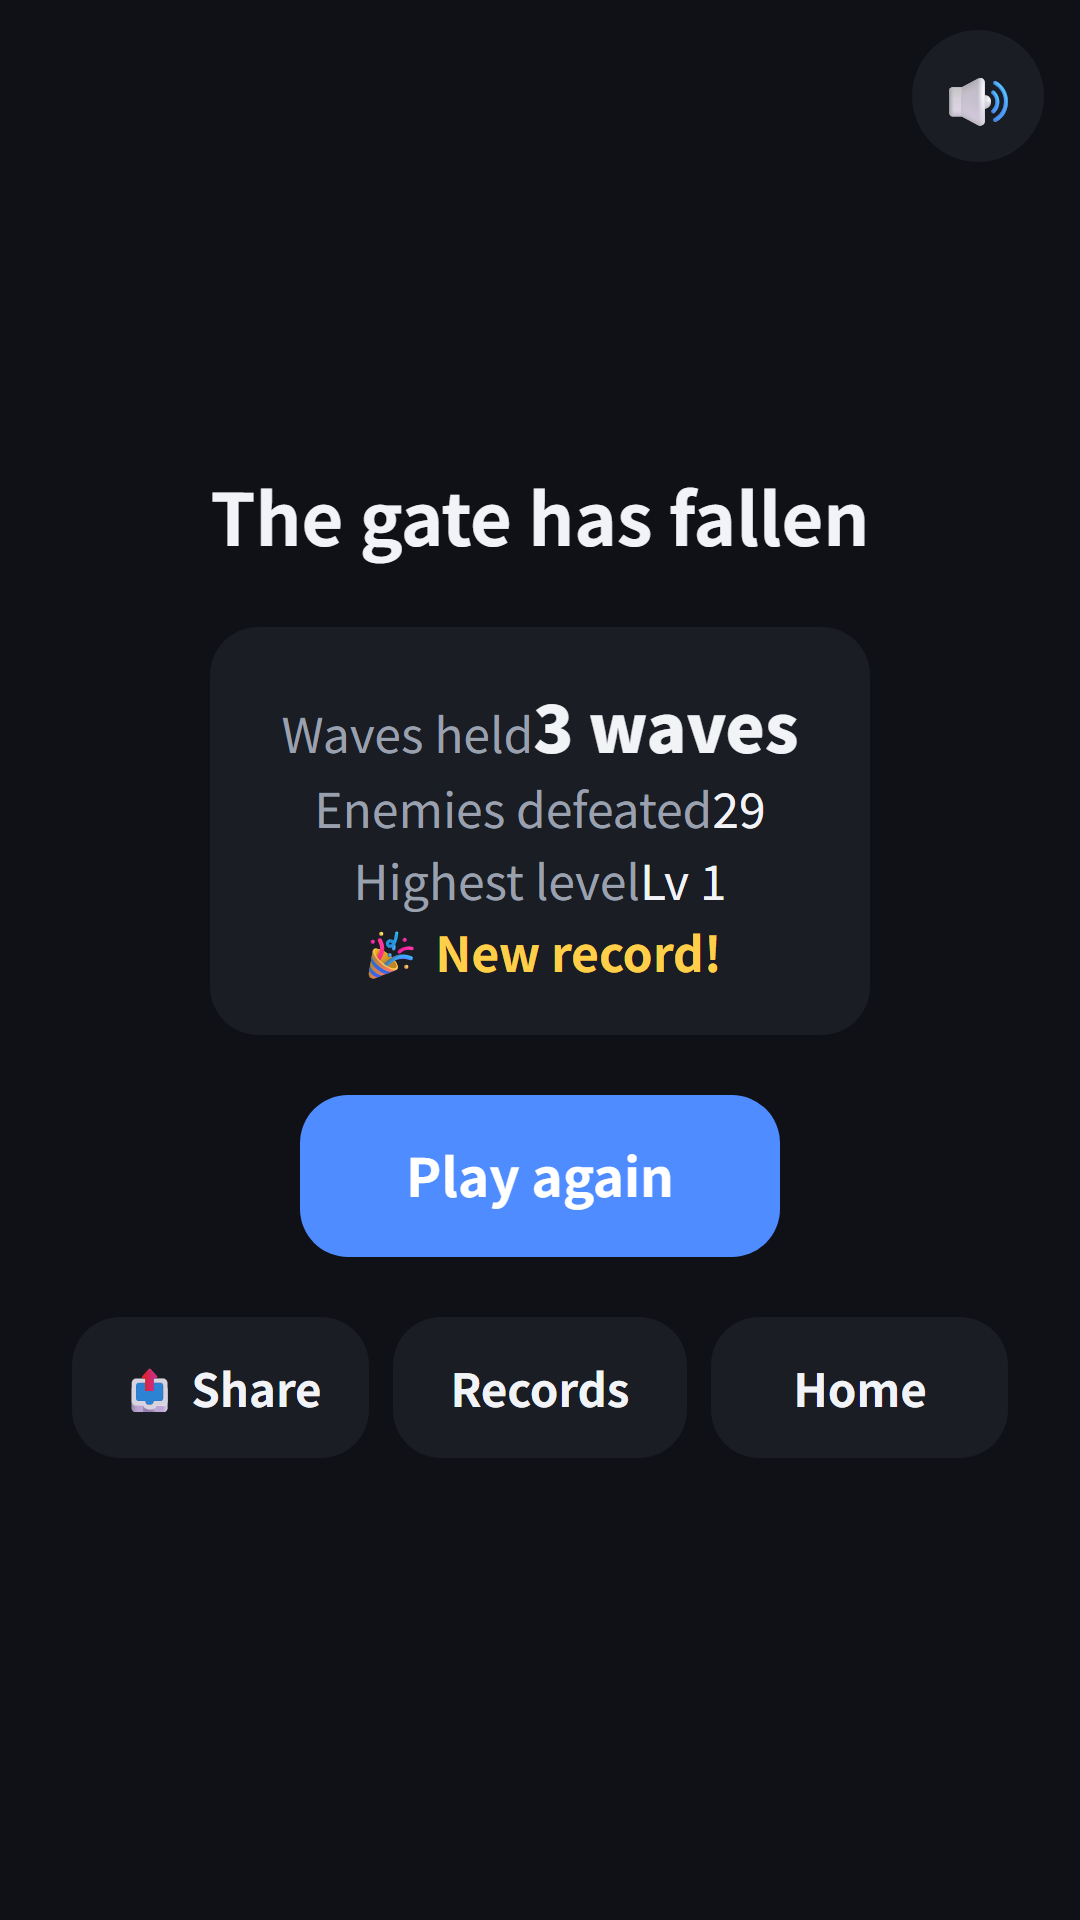 The gate has fallen
Waves held3 waves
Enemies defeated29
Highest levelLv 1
🎉 New record!
Play again
📤 Share
Records
Home